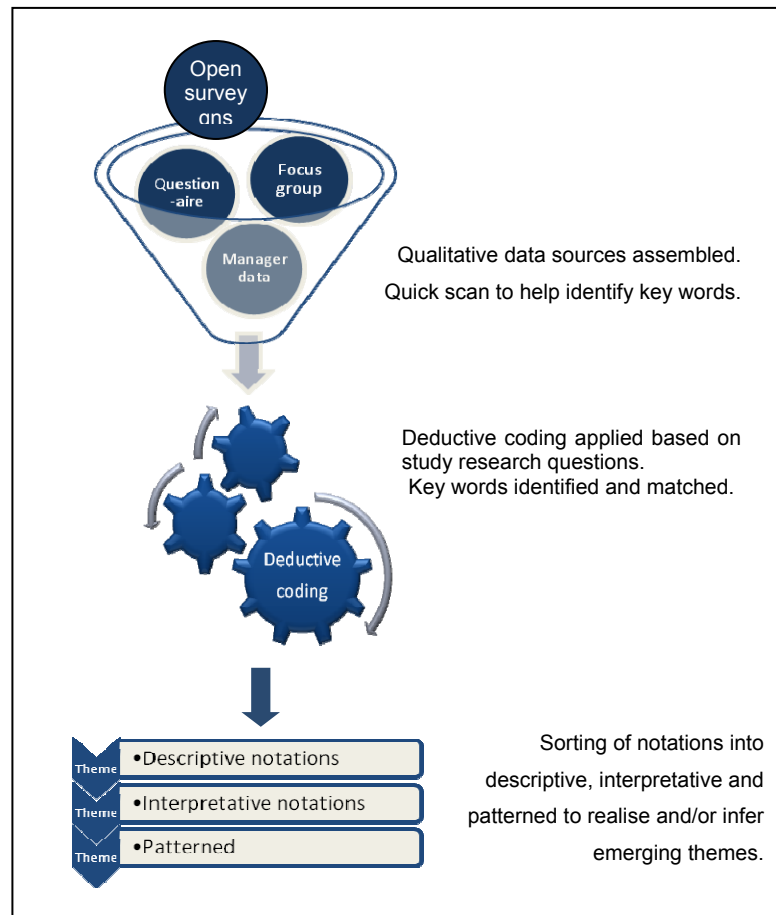 Open
survey
qns
Question
-aire
Focus
group
Manager
data
Qualitative data sources assembled.
Quick scan to help identify key words.
Deductive coding applied based on
study research questions.
Key words identified and matched.
Deductive
coding
Theme
•Descriptive notations
Theme
•Interpretative notations
Theme
•Patterned
Sorting of notations into
descriptive, interpretative and
patterned to realise and/or infer
emerging themes.